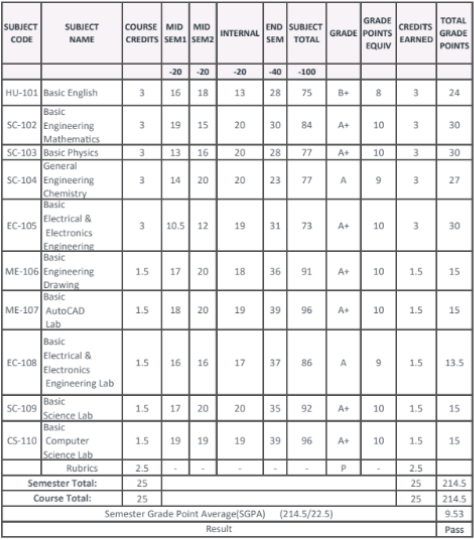 SUBJECT CODE SUBJECT NAME COURSE CREDITS MID SEM1 MID SEM2 INTERNAL END SEM SUBJECT TOTAL GRADE GRADE POINTS EQUIV CREDITS EARNED TOTAL GRADE POINTS
-20 -20 -20 -40 -100
HU-101 Basic English 3 16 18 13 28 75 B+ 8 3 24
SC-102 Basic Engineering Mathematics 3 19 15 20 30 84 A+ 10 3 30
SC-103 Basic Physics 3 13 16 20 28 77 A+ 10 3 30
SC-104 General Engineering Chemistry 3 14 20 20 23 77 A 9 3 27
EC-105 Basic Electrical & Electronics Engineering 3 10.5 12 19 31 73 A+ 10 3 30
ME-106 Basic Engineering Drawing 1.5 17 20 18 36 91 A+ 10 1.5 15
ME-107 Basic AutoCAD Lab 1.5 18 20 19 39 96 A+ 10 1.5 15
EC-108 Basic Electrical & Electronics Engineering Lab 1.5 16 16 17 37 86 A 9 1.5 13.5
SC-109 Basic Science Lab 1.5 17 20 20 35 92 A+ 10 1.5 15
CS-110 Basic Computer Science Lab 1.5 19 19 19 39 96 A+ 10 1.5 15
Rubrics 2.5 - - - - - P - 2.5
Semester Total: 25 25 214.5
Course Total: 25 25 214.5
Semester Grade Point Average(SGPA) (214.5/22.5) 9.53
Result Pass